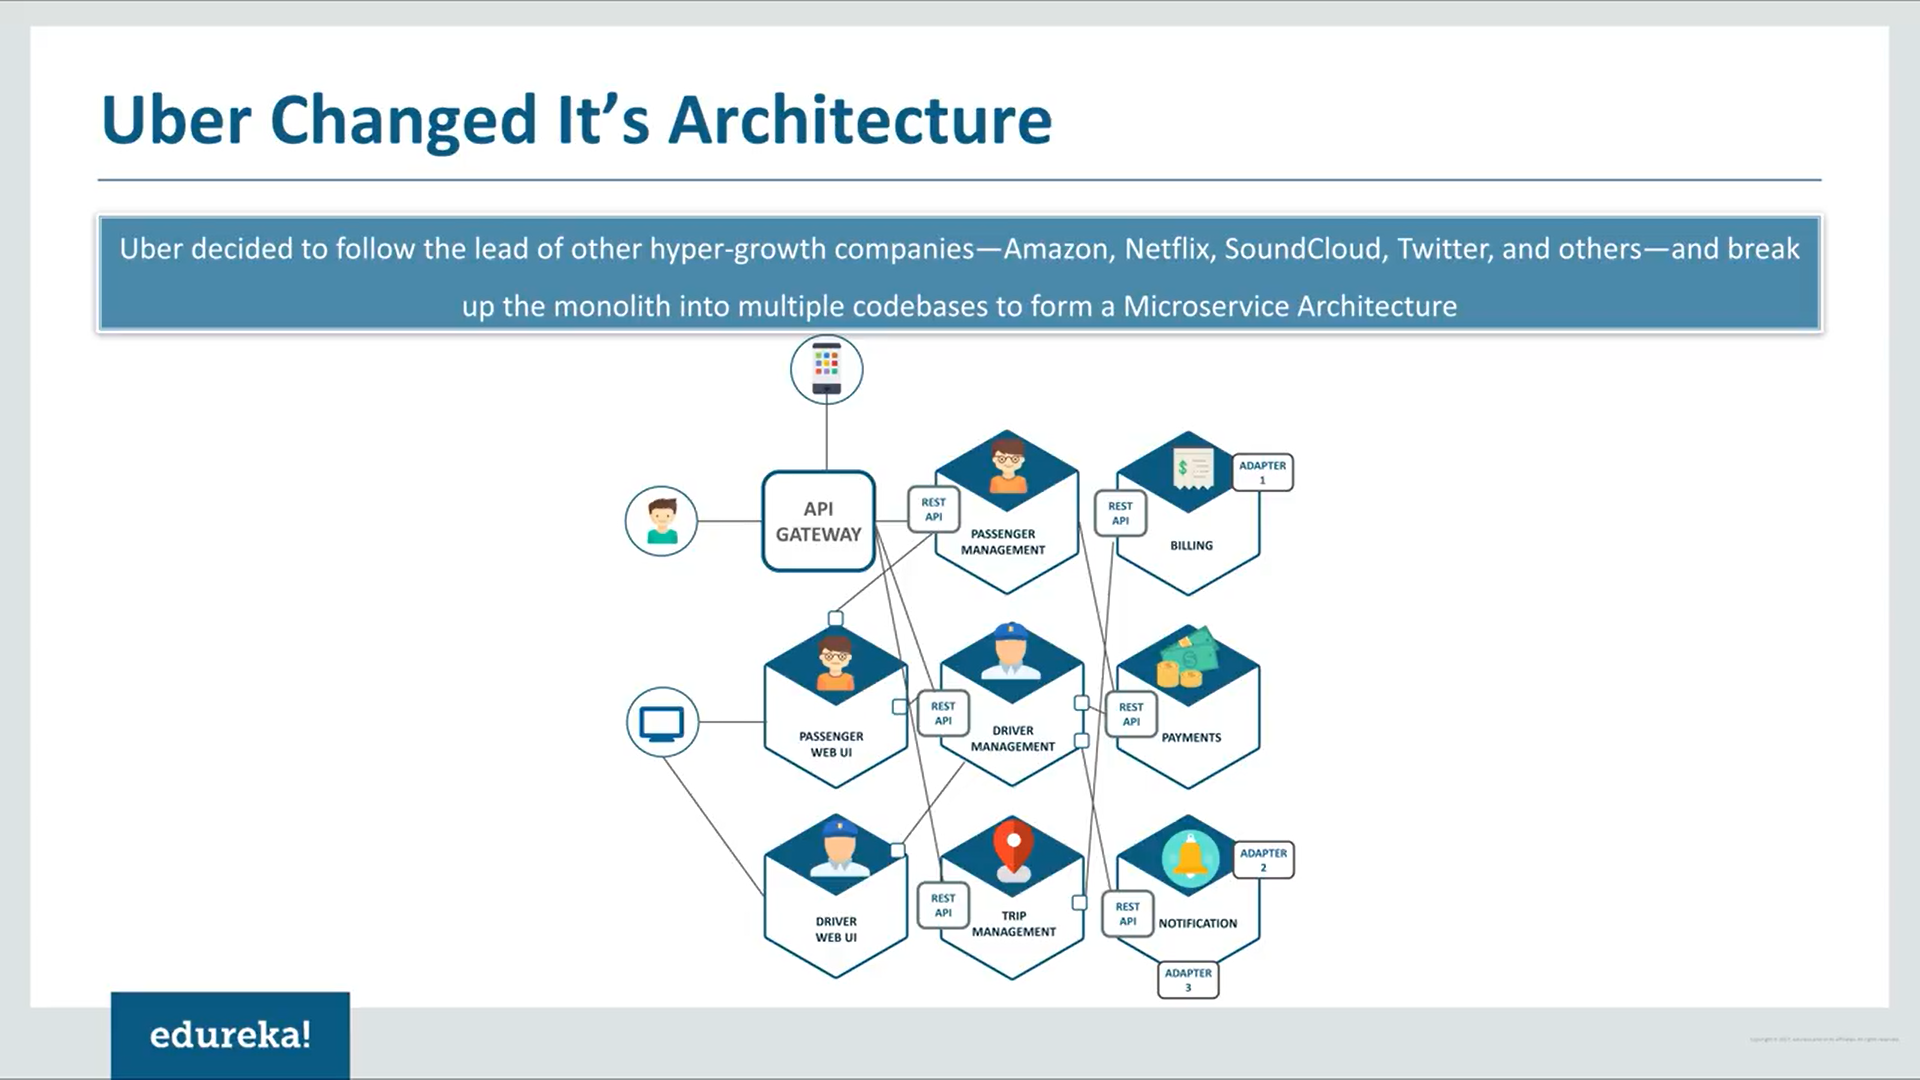 Uber Changed It’s Architecture
Uber decided to follow the lead of other hyper-growth companies—Amazon, Netflix, SoundCloud, Twitter, and others—and break
up the monolith into multiple codebases to form a Microservice Architecture
API
GATEWAY
REST
API
PASSENGER
MANAGEMENT
REST
API
BILLING
ADAPTER
1
PASSENGER
WEB UI
REST
API
DRIVER
MANAGEMENT
REST
API
PAYMENTS
DRIVER
WEB UI
REST
API
TRIP
MANAGEMENT
REST
API
NOTIFICATION
ADAPTER
2
ADAPTER
3
edureka!